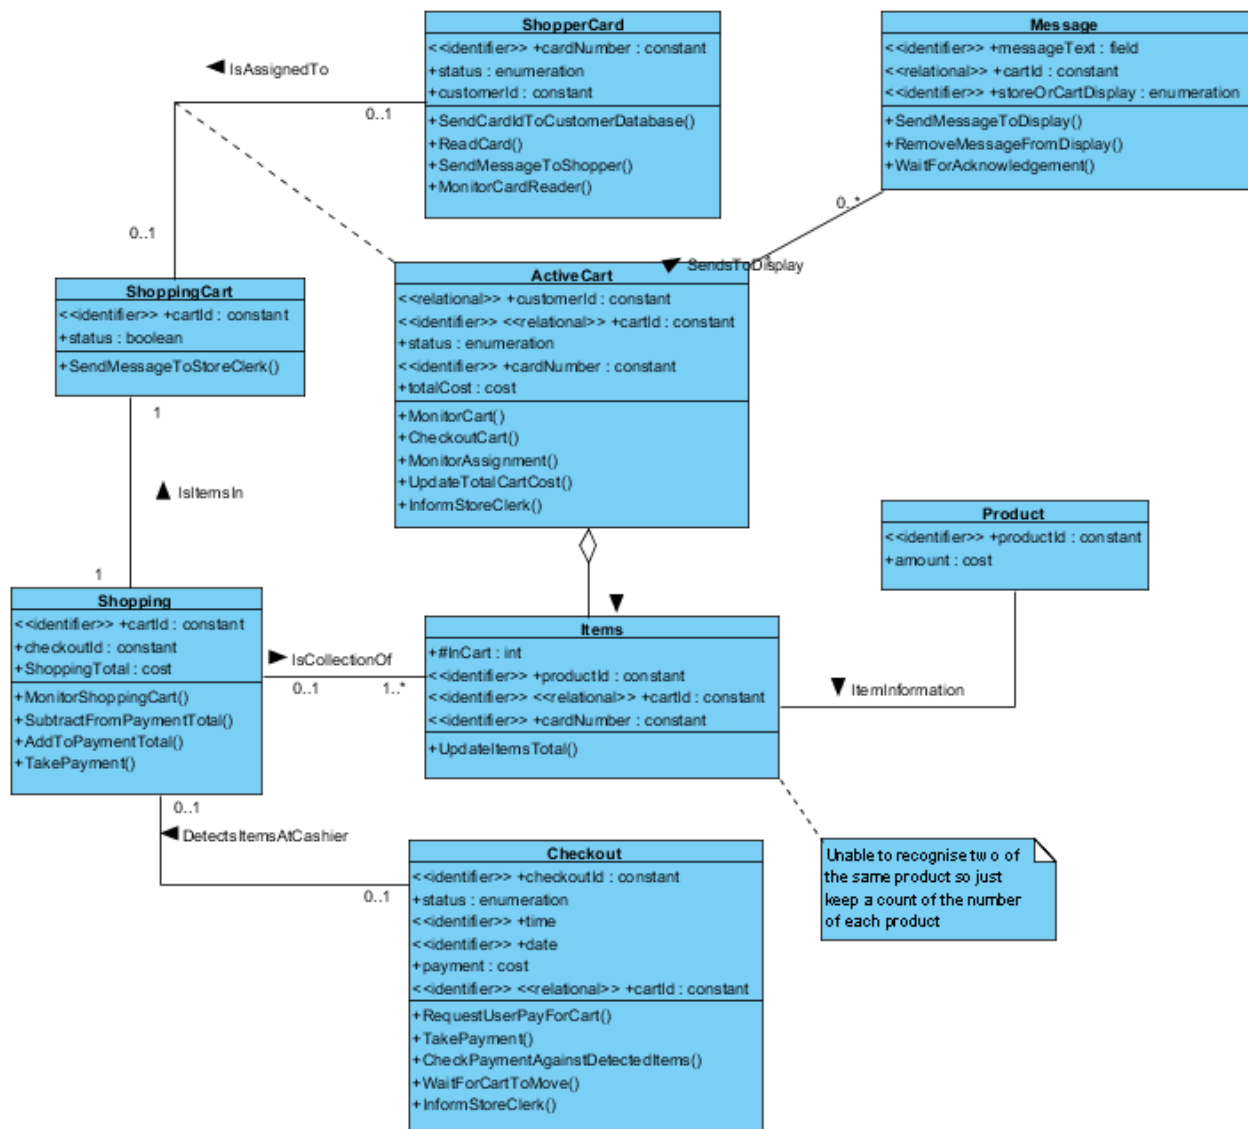 ShopperCard
<<identifier>> +cardNumber : constant
+status : enumeration
+customerId : constant
+SendCardIdToCustomerDatabase()
+ReadCard()
+SendMessageToShopper()
+MonitorCardReader()
Message
<<identifier>> +messageText : field
<<relational>> +cartId : constant
<<identifier>> +storeOrCartDisplay : enumeration
+SendMessageToDisplay()
+RemoveMessageFromDisplay()
+WaitForAcknowledgement()
IsAssignedTo
0..1
0..1
0..*
SendsToDisplay
ShoppingCart
<<identifier>> +cartId : constant
+status : boolean
+SendMessageToStoreClerk()
ActiveCart
<<relational>> +customerId : constant
<<identifier>> <<relational>> +cartId : constant
+status : enumeration
<<identifier>> +cardNumber : constant
+totalCost : cost
+MonitorCart()
+CheckoutCart()
+MonitorAssignment()
+UpdateTotalCartCost()
+InformStoreClerk()
1
IsItemsIn
1
Product
<<identifier>> +productId : constant
+amount : cost
Shopping
<<identifier>> +cartId : constant
+checkoutId : constant
+ShoppingTotal : cost
+MonitorShoppingCart()
+SubtractFromPaymentTotal()
+AddToPaymentTotal()
+TakePayment()
IsCollectionOf
0..1
1..*
Items
+#InCart : int
<<identifier>> +productId : constant
<<identifier>> <<relational>> +cartId : constant
<<identifier>> +cardNumber : constant
+UpdateItemsTotal()
ItemInformation
0..1
DetectsItemsAtCashier
0..1
Checkout
<<identifier>> +checkoutId : constant
+status : enumeration
<<identifier>> +time
<<identifier>> +date
+payment : cost
<<identifier>> <<relational>> +cartId : constant
+RequestUserPayForCart()
+TakePayment()
+CheckPaymentAgainstDetectedItems()
+WaitForCartToMove()
+InformStoreClerk()
Unable to recognise two of
the same product so just
keep a count of the number
of each product